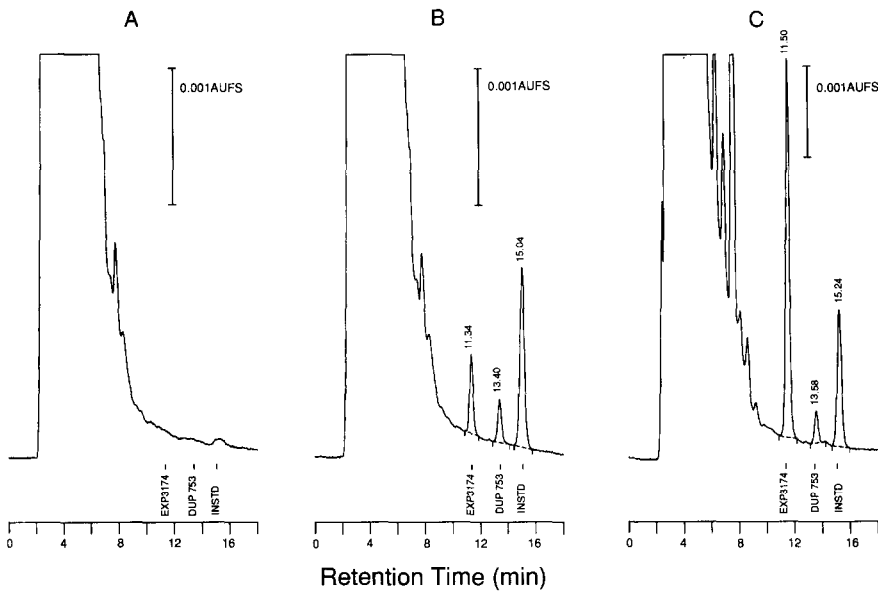 A
B
C
0.001AUFS
0.001AUFS
0.001AUFS
11.34
13.40
15.04
11.50
13.58
15.24
EXP3174
DUP 753
INSTD
EXP3174
DUP 753
INSTD
EXP3174
DUP 753
INSTD
0 4 8 12 16
0 4 8 12 16
0 4 8 12 16
Retention Time (min)